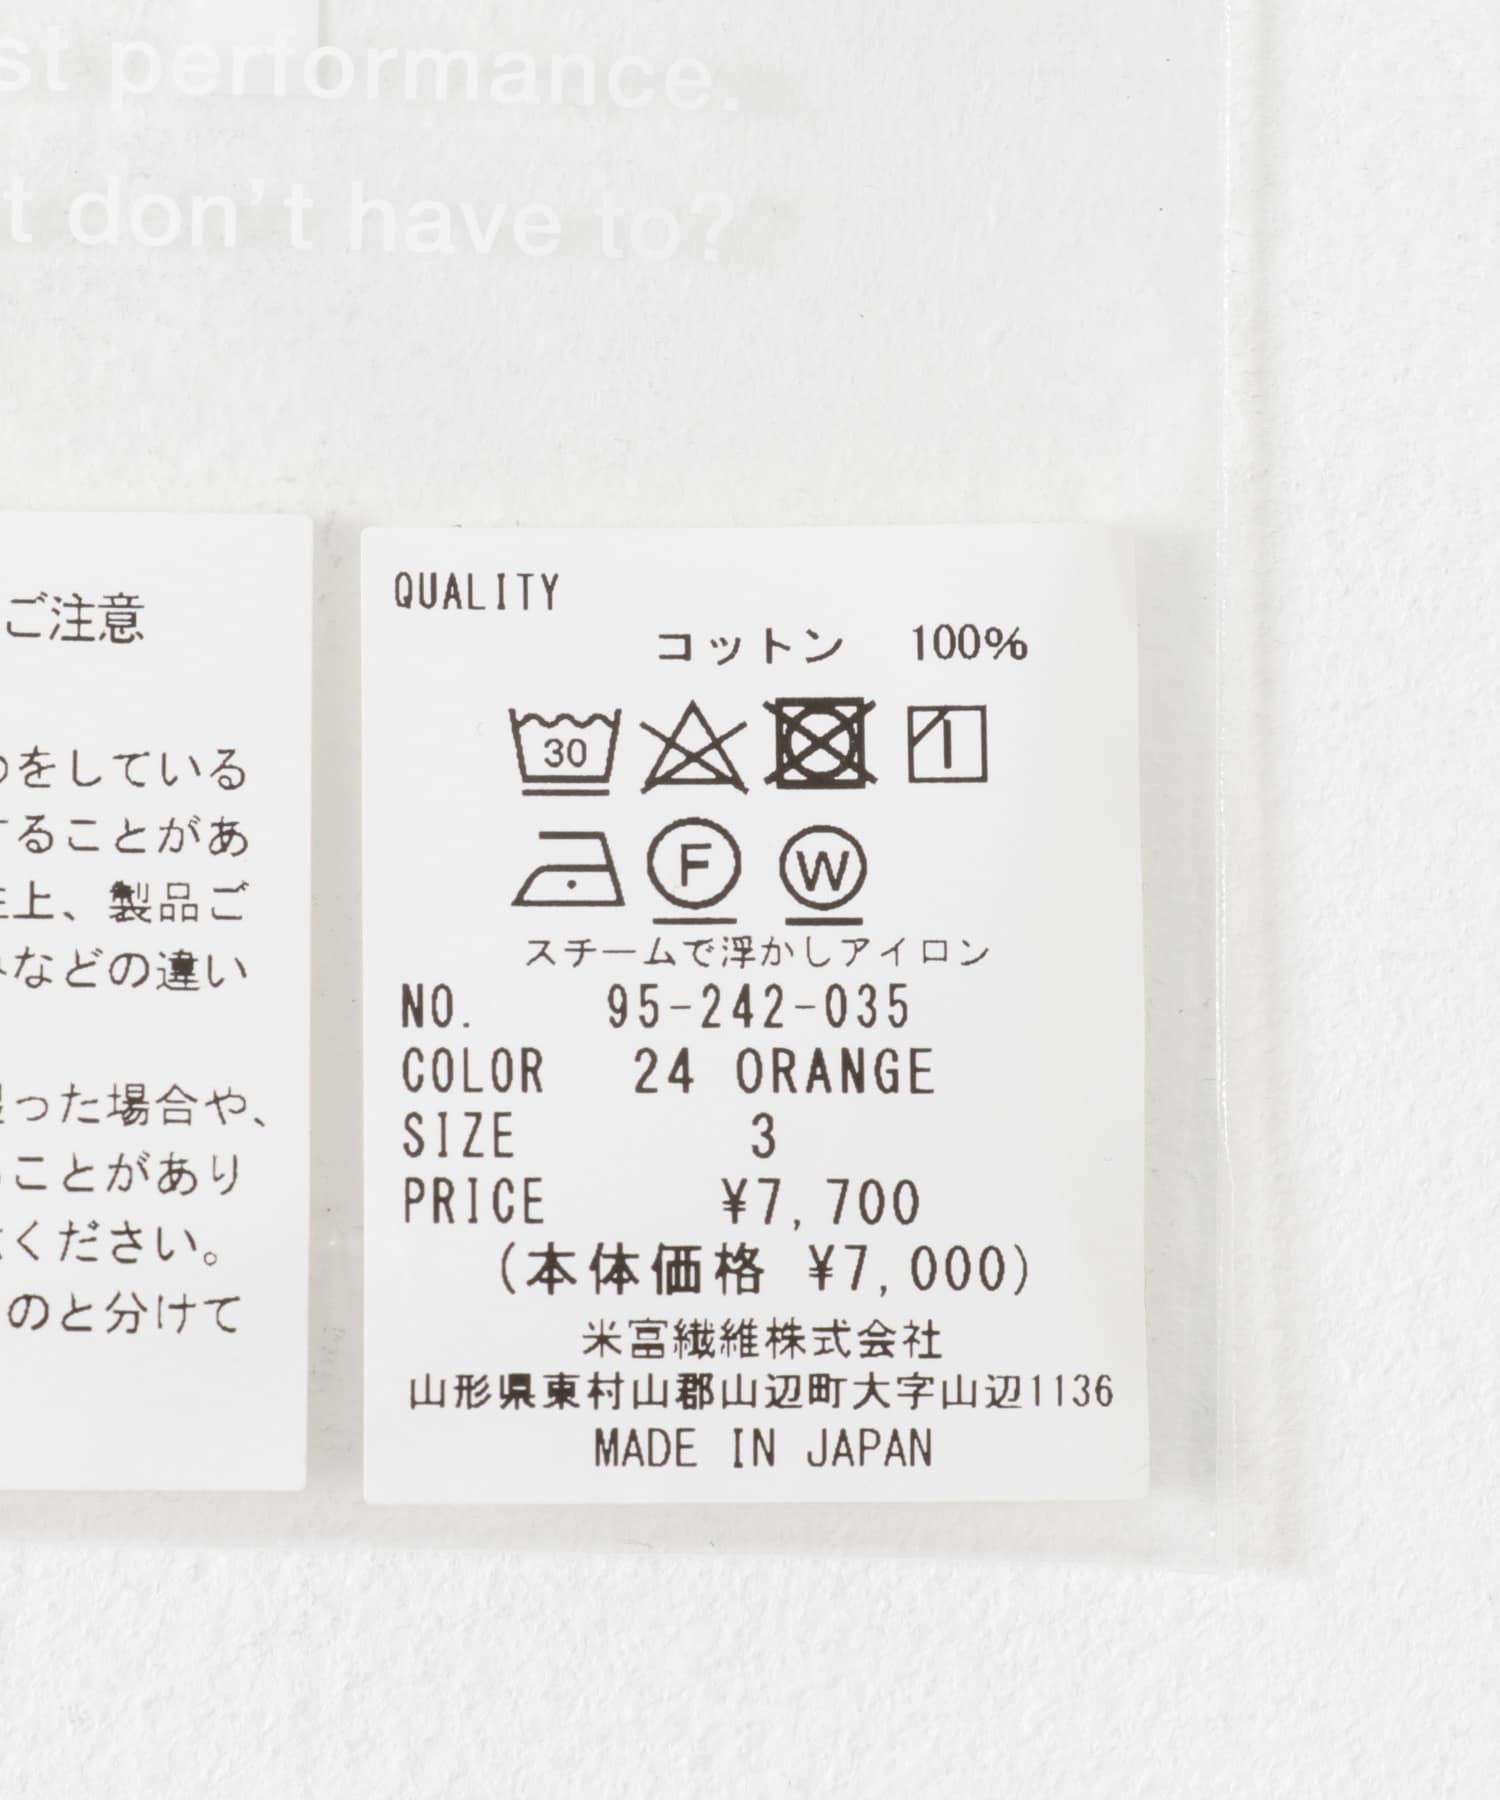 st performance.
t don't have to?
ご注意
をしている
することがあ
上、製品ご
などの違い
った場合や、
ことがあり
ください。
のと分けて
QUALITY
コットン 100%
30
F W
スチームで浮かしアイロン
NO. 95-242-035
COLOR 24 ORANGE
SIZE 3
PRICE ¥7,700
(本体価格 ¥7,000)
米富繊維株式会社
山形県東村山郡山辺町大字山辺1136
MADE IN JAPAN